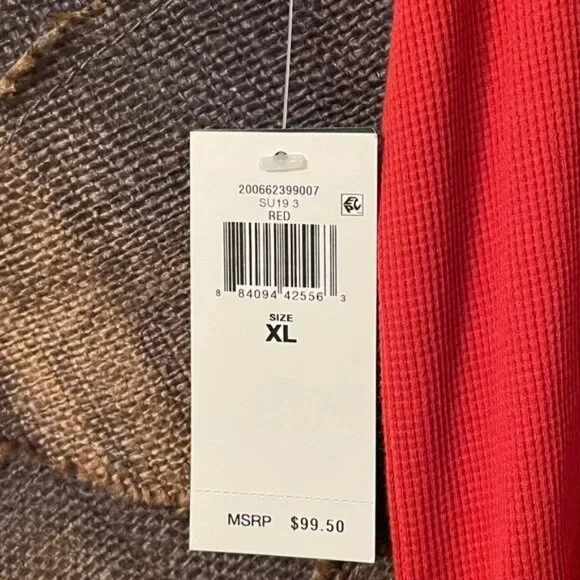 200662399007
SU19 3
RED
8 84094 42556 3
SIZE
XL
MSRP $99.50